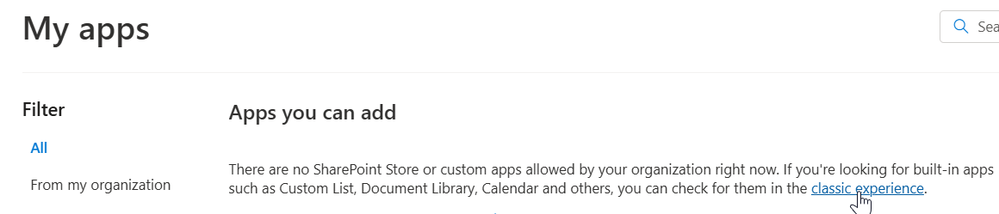 My apps
Sea
Filter
Apps you can add
All
There are no SharePoint Store or custom apps allowed by your organization right now. If you're looking for built-in apps
From my organization
such as Custom List, Document Library, Calendar and others, you can check for them in the classic experience.